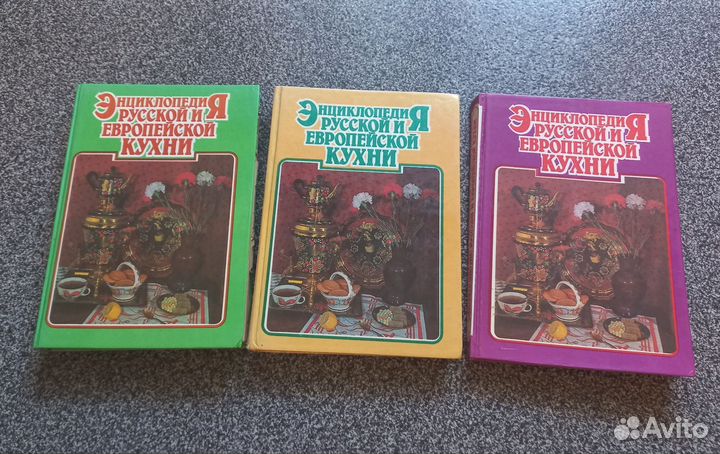 ЭНЦИКЛОПЕДИЯ
РУССКОЙ И
ЕВРОПЕЙСКОЙ
КУХНИ
ЭНЦИКЛОПЕДИЯ
РУССКОЙ И
ЕВРОПЕЙСКОЙ
КУХНИ
ЭНЦИКЛОПЕДИЯ
РУССКОЙ И
ЕВРОПЕЙСКОЙ
КУХНИ
Avito